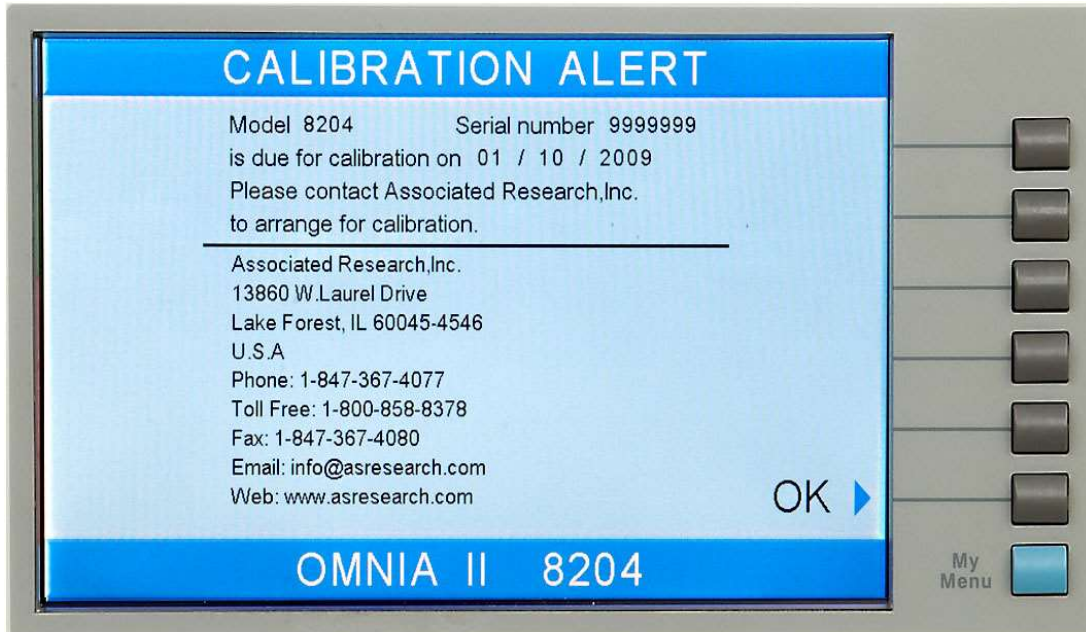 CALIBRATION ALERT
Model 8204 Serial number 9999999
is due for calibration on 01 / 10 / 2009
Please contact Associated Research,Inc.
to arrange for calibration.
Associated Research,Inc.
13860 W.Laurel Drive
Lake Forest, IL 60045-4546
U.S.A
Phone: 1-847-367-4077
Toll Free: 1-800-858-8378
Fax: 1-847-367-4080
Email: info@asresearch.com
Web: www.asresearch.com
OK
OMNIA II 8204
My
Menu